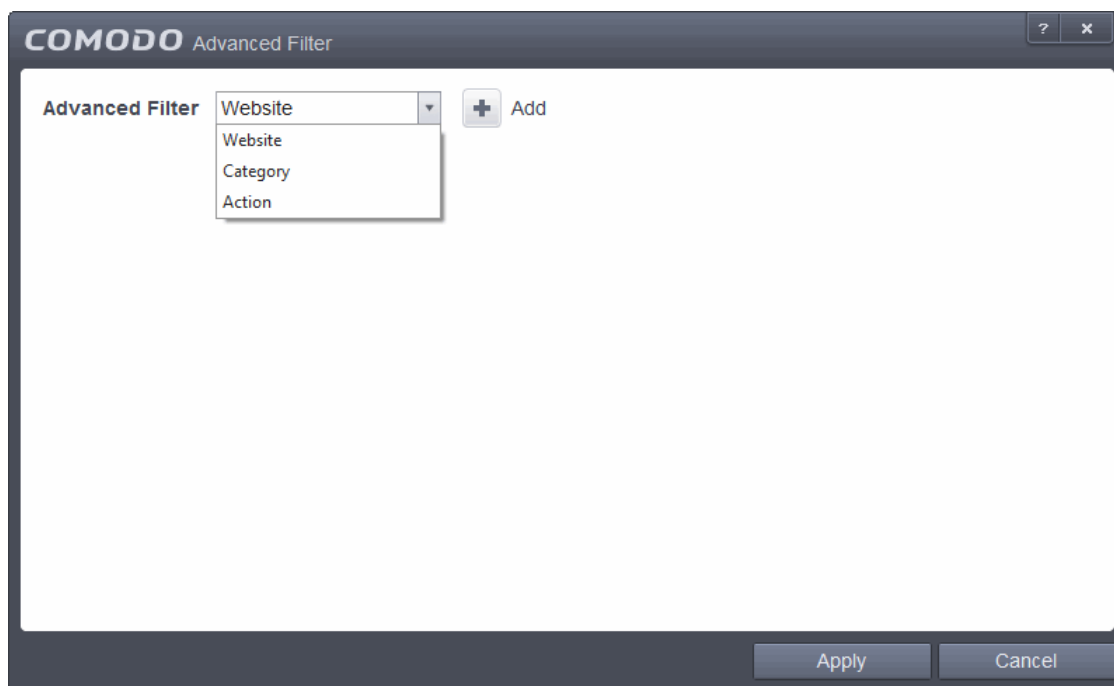 COMODO Advanced Filter ? x
Advanced Filter Website Add
Website
Category
Action
Apply Cancel